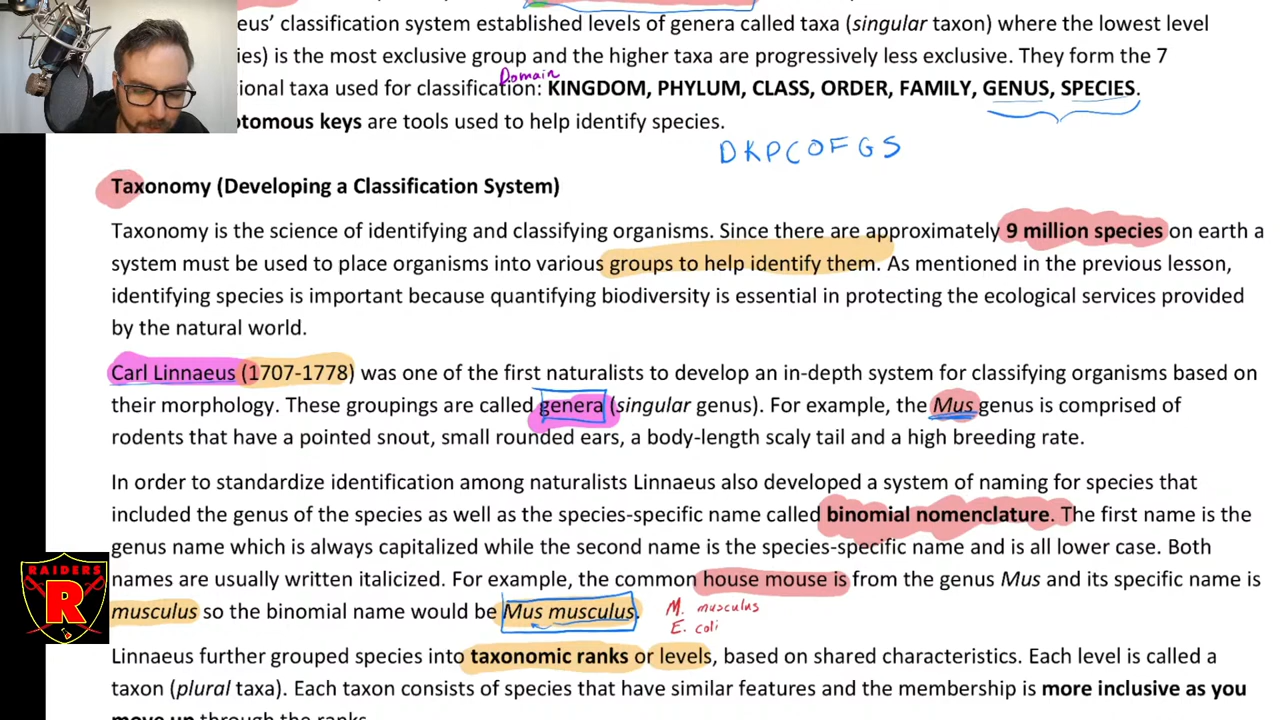 eus' classification system established levels of genera called taxa (singular taxon) where the lowest level
ies) is the most exclusive group and the higher taxa are progressively less exclusive. They form the 7
Domain
ional taxa used for classification: KINGDOM, PHYLUM, CLASS, ORDER, FAMILY, GENUS, SPECIES.
otomous keys are tools used to help identify species.
D K P C O F G S
Taxonomy (Developing a Classification System)
Taxonomy is the science of identifying and classifying organisms. Since there are approximately 9 million species on earth a
system must be used to place organisms into various groups to help identify them. As mentioned in the previous lesson,
identifying species is important because quantifying biodiversity is essential in protecting the ecological services provided
by the natural world.
Carl Linnaeus (1707-1778) was one of the first naturalists to develop an in-depth system for classifying organisms based on
their morphology. These groupings are called genera (singular genus). For example, the Mus genus is comprised of
rodents that have a pointed snout, small rounded ears, a body-length scaly tail and a high breeding rate.
In order to standardize identification among naturalists Linnaeus also developed a system of naming for species that
included the genus of the species as well as the species-specific name called binomial nomenclature. The first name is the
genus name which is always capitalized while the second name is the species-specific name and is all lower case. Both
names are usually written italicized. For example, the common house mouse is from the genus Mus and its specific name is
musculus so the binomial name would be Mus musculus.
M. musculus
E. coli
RAIDERS
R
Linnaeus further grouped species into taxonomic ranks or levels, based on shared characteristics. Each level is called a
taxon (plural taxa). Each taxon consists of species that have similar features and the membership is more inclusive as you
move up through the ranks.